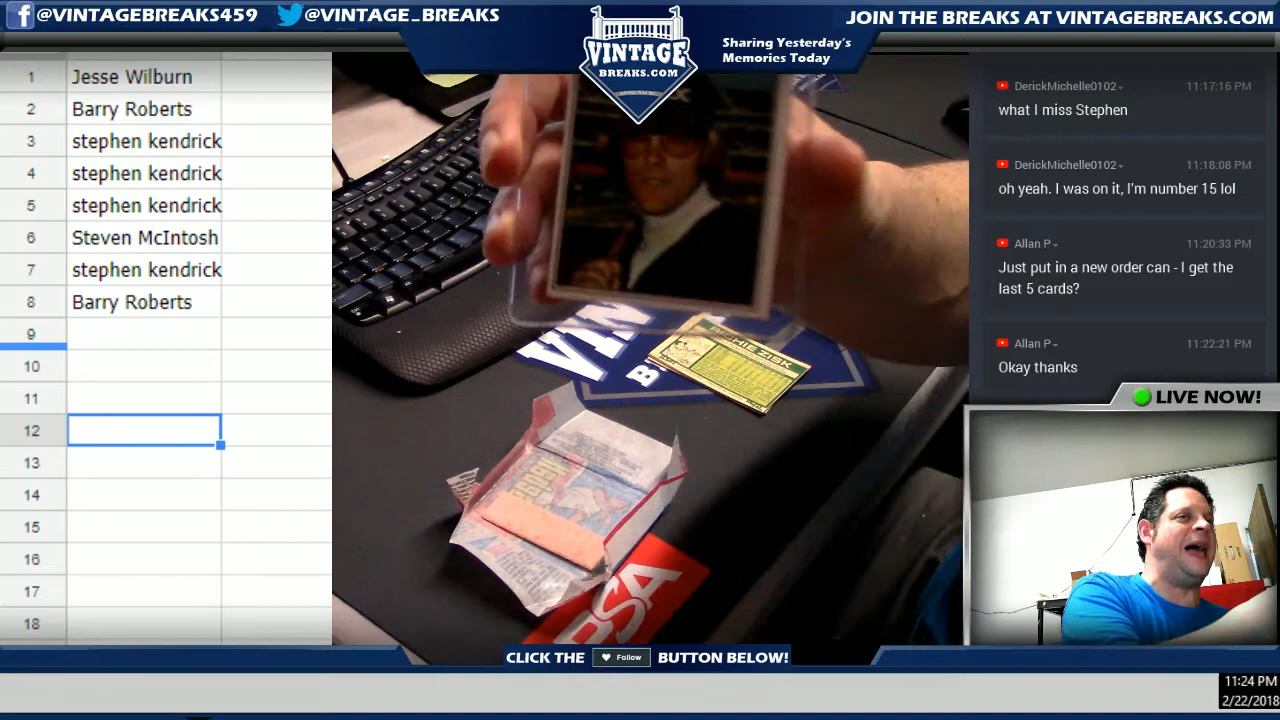 @VINTAGEBREAKS459
@VINTAGE_BREAKS
VINTAGE
BREAKS.COM
Sharing Yesterday's
Memories Today
JOIN THE BREAKS AT VINTAGEBREAKS.COM
1 Jesse Wilburn
2 Barry Roberts
3 stephen kendrick
4 stephen kendrick
5 stephen kendrick
6 Steven McIntosh
7 stephen kendrick
8 Barry Roberts
9
10
11
12
13
14
15
16
17
18
VIN
B
RICHIE ZISK
BSA
DerickMichelle0102 11:17:16 PM
what I miss Stephen
DerickMichelle0102 11:18:08 PM
oh yeah. I was on it, I'm number 15 lol
Allan P 11:20:33 PM
Just put in a new order can - I get the
last 5 cards?
Allan P 11:22:21 PM
Okay thanks
LIVE NOW!
CLICK THE Follow BUTTON BELOW!
11:24 PM
2/22/2018